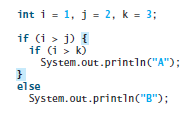 int i = 1, j = 2, k = 3;
if (i > j) {
if (i > k)
System.out.println("A");
}
else
System.out.println("B");